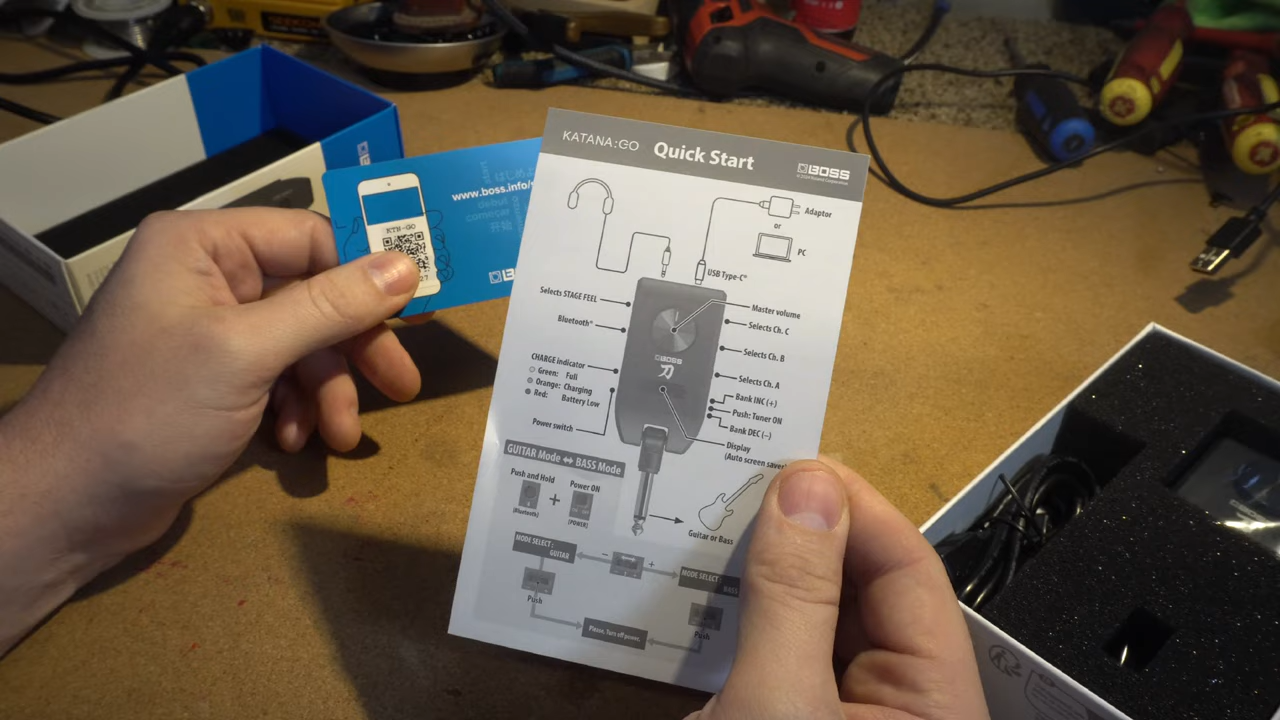 KATANA:GO Quick Start
BOSS
Adaptor
or
PC
USB Type-C®
Selects STAGE FEEL
Bluetooth®
CHARGE indicator
Green: Full
Orange: Charging
Red: Battery Low
Power switch
Master volume
Selects Ch. C
Selects Ch. B
Selects Ch. A
Bank INC (+)
Push: Tuner ON
Bank DEC (–)
Display
(Auto screen saver
BOSS
GUITAR Mode ↔ BASS Mode
Push and Hold
+
Power ON
(Bluetooth)
(POWER)
Guitar or Bass
MODE SELECT :
GUITAR
–
+
MODE SELECT :
BASS
Push
Push
Please, Turn off power.
www.boss.info/
KTN-GO